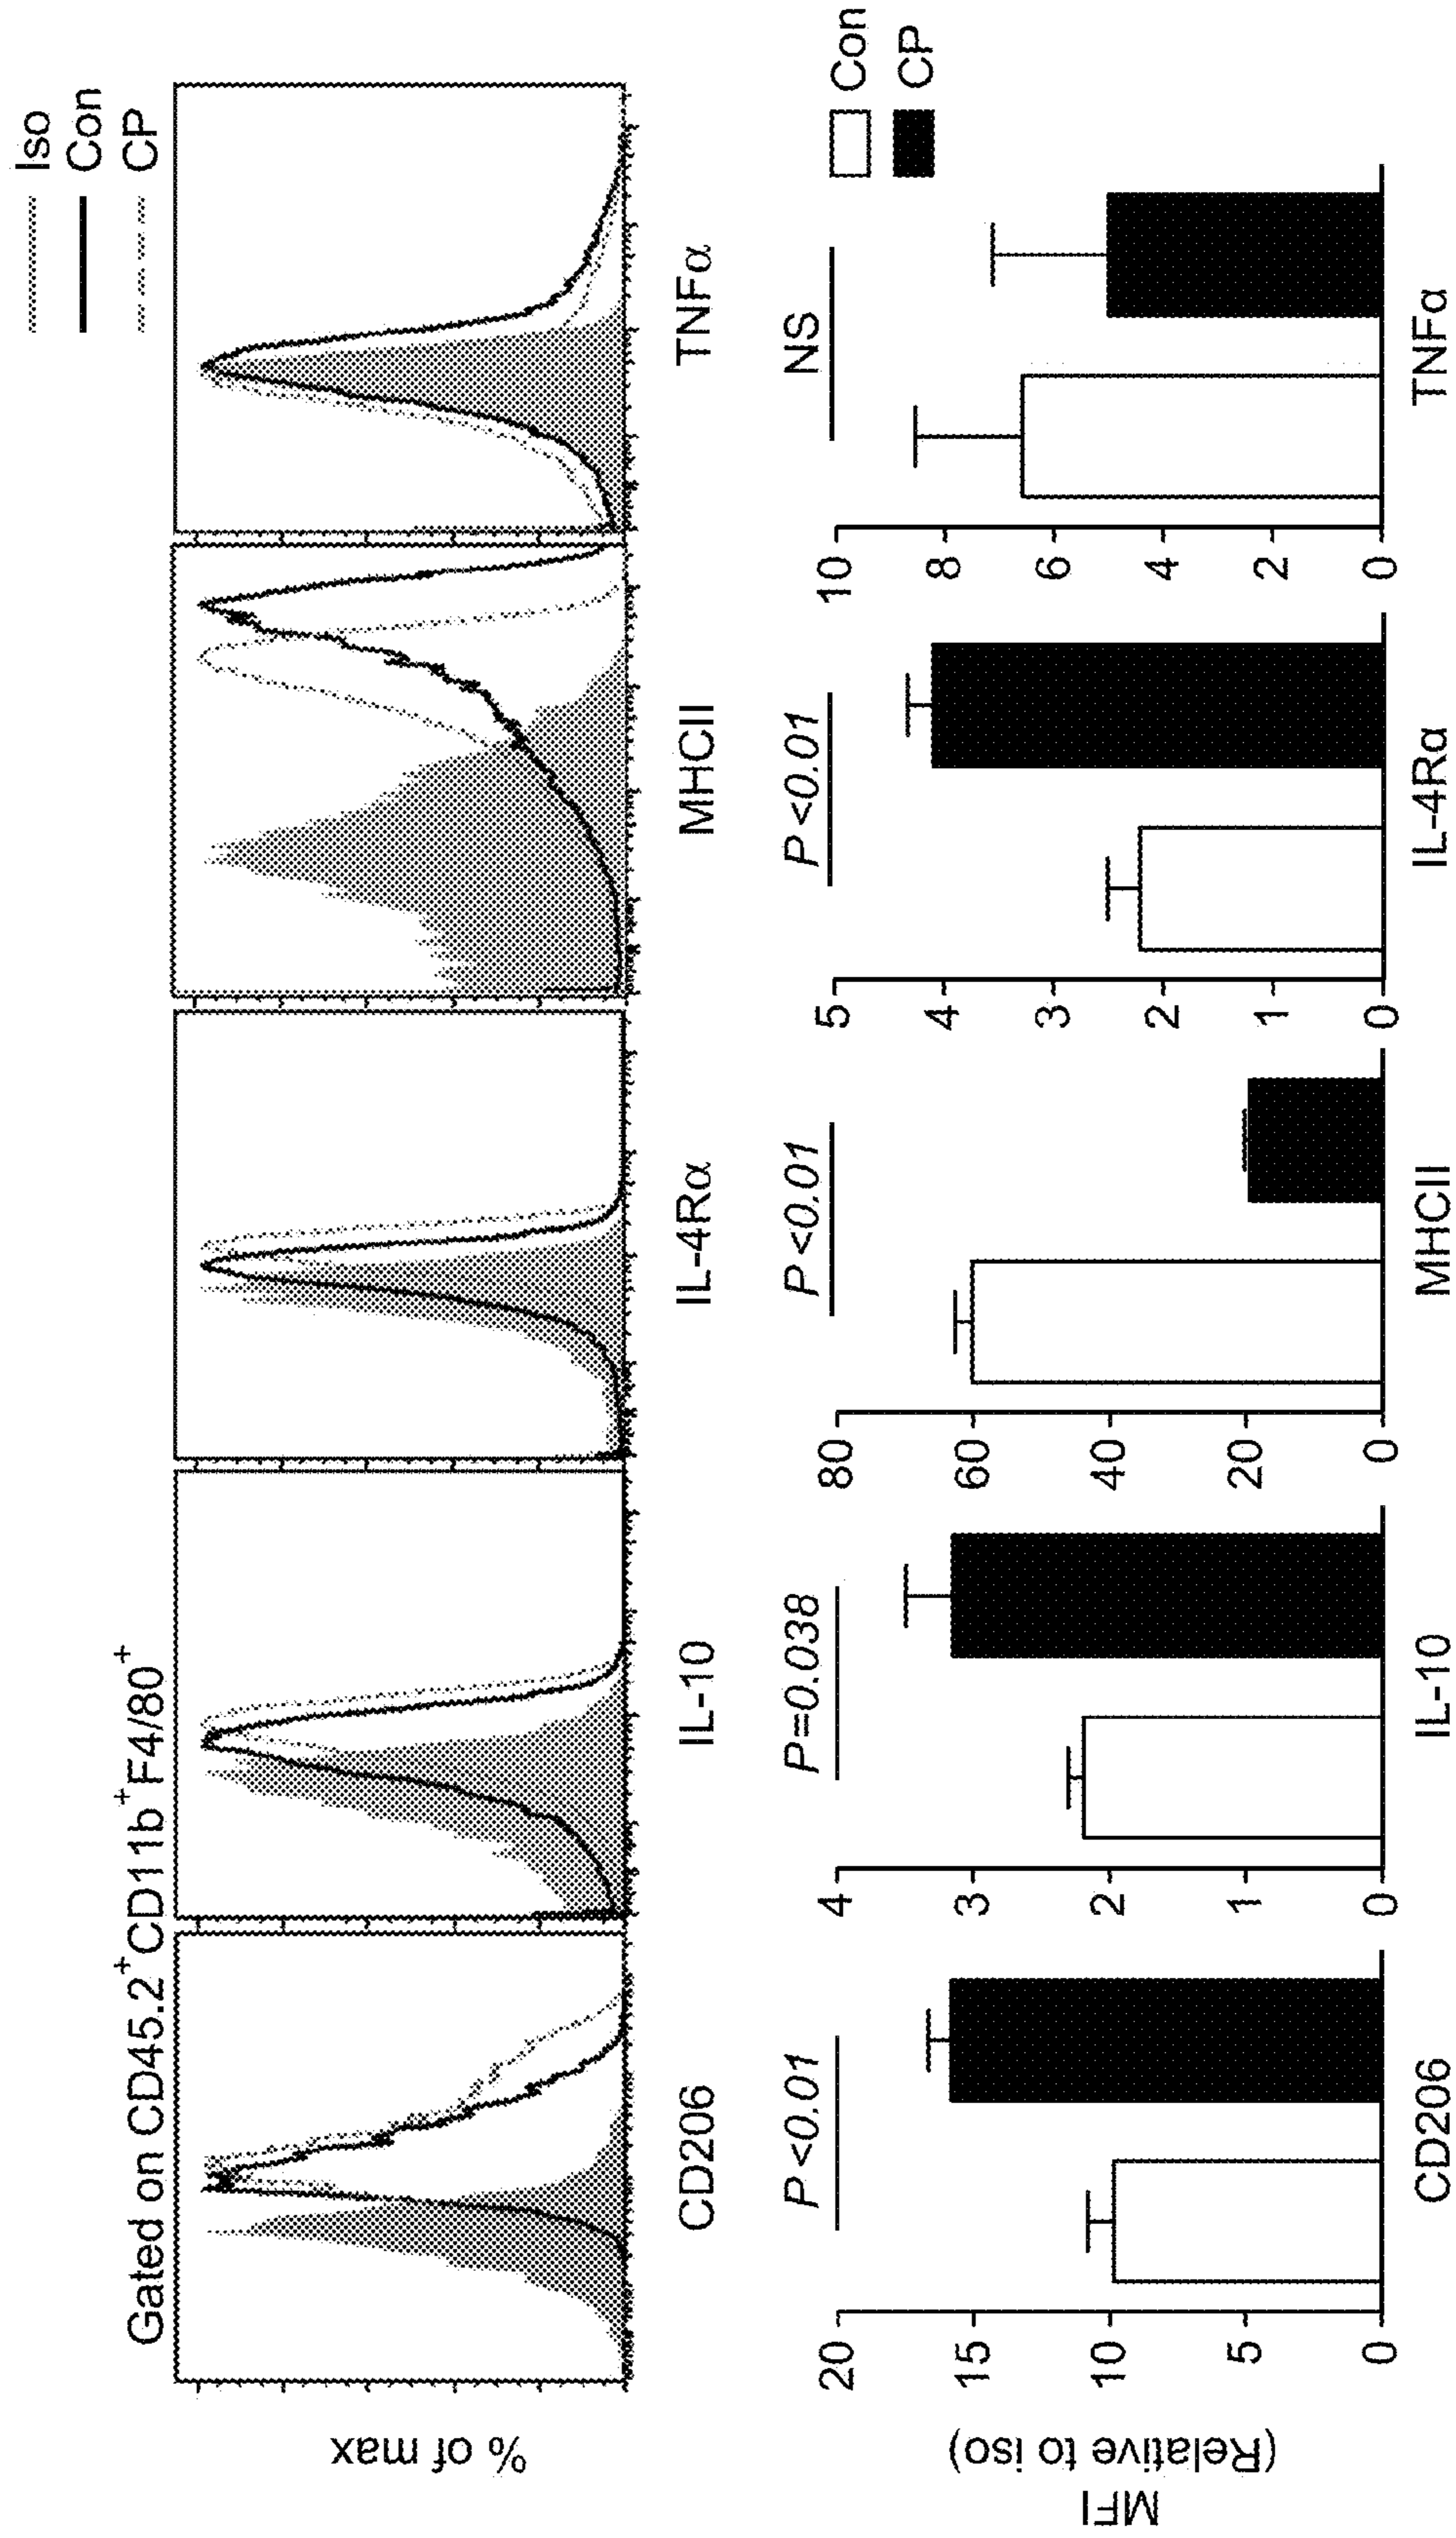 Gated on CD45.2+CD11b+F4/80+
Iso
Con
CP
% of max
CD206
IL-10
IL-4Rα
MHCII
TNFα
MFI
(Relative to iso)
20
15
10
5
0
P<0.01
CD206
4
3
2
1
0
P=0.038
IL-10
80
60
40
20
0
P<0.01
MHCII
5
4
3
2
1
0
P<0.01
IL-4Rα
10
8
6
4
2
0
NS
TNFα
Con
CP